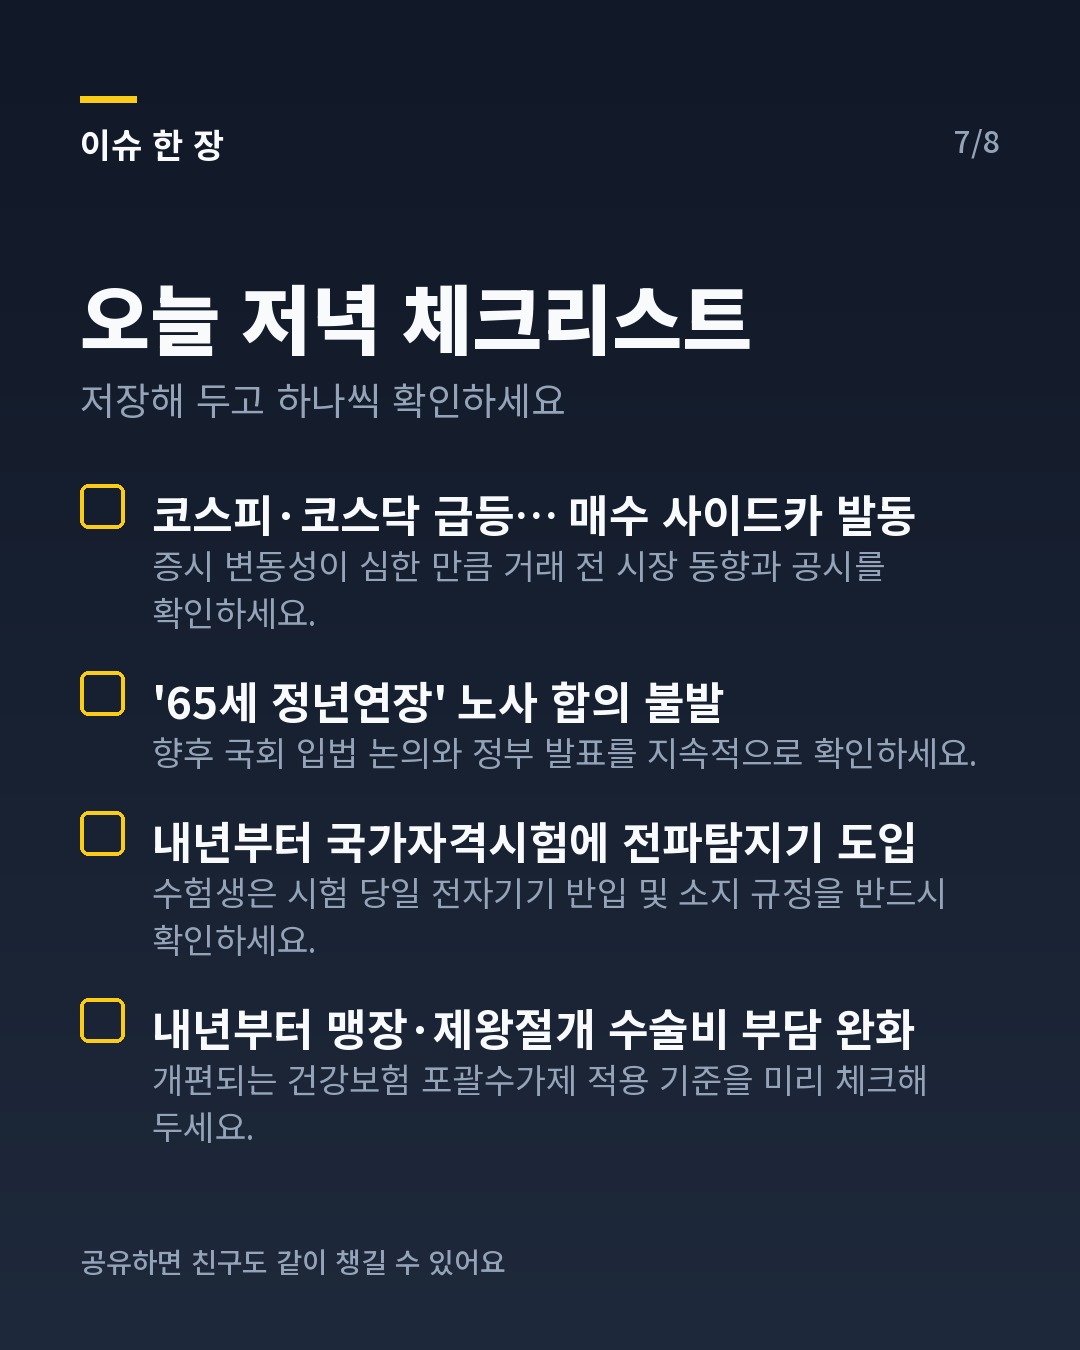 이슈 한 장
7/8
오늘 저녁 체크리스트
저장해 두고 하나씩 확인하세요
코스피·코스닥 급등… 매수 사이드카 발동
증시 변동성이 심한 만큼 거래 전 시장 동향과 공시를
확인하세요.
'65세 정년연장' 노사 합의 불발
향후 국회 입법 논의와 정부 발표를 지속적으로 확인하세요.
내년부터 국가자격시험에 전파탐지기 도입
수험생은 시험 당일 전자기기 반입 및 소지 규정을 반드시
확인하세요.
내년부터 맹장·제왕절개 수술비 부담 완화
개편되는 건강보험 포괄수가제 적용 기준을 미리 체크해
두세요.
공유하면 친구도 같이 챙길 수 있어요